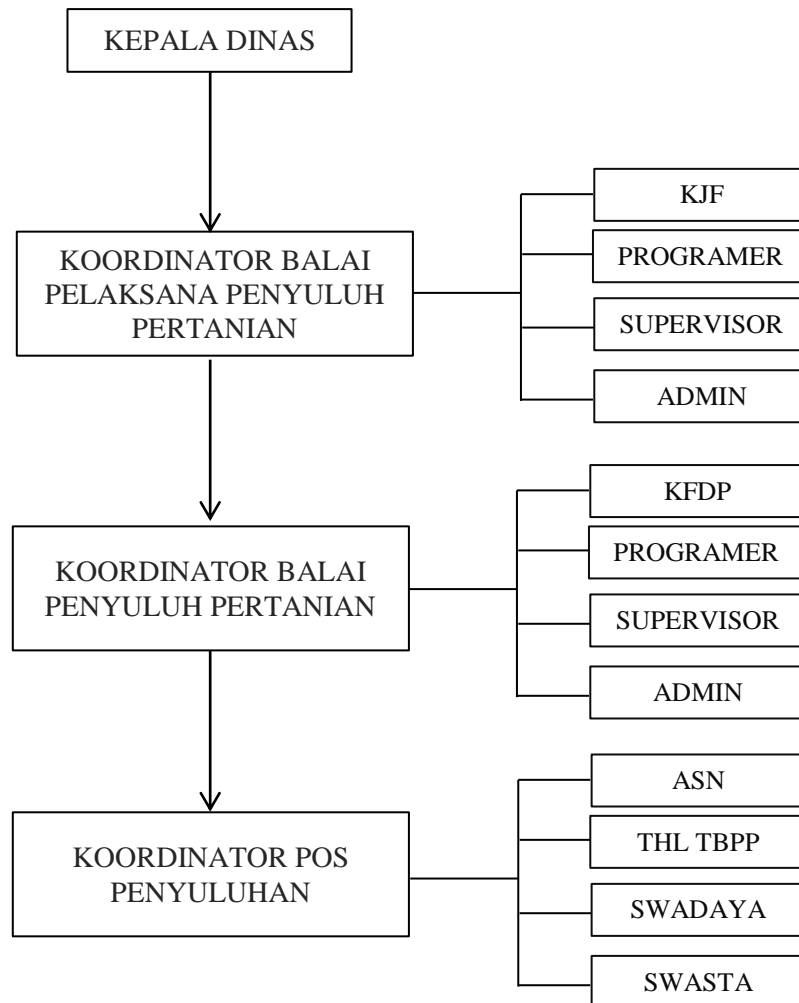 KEPALA DINAS
KOORDINATOR BALAI
PELAKSANA PENYULUH
PERTANIAN
KJF
PROGRAMER
SUPERVISOR
ADMIN
KOORDINATOR BALAI
PENYULUH PERTANIAN
KFDP
PROGRAMER
SUPERVISOR
ADMIN
KOORDINATOR POS
PENYULUHAN
ASN
THL TBPP
SWADAYA
SWASTA